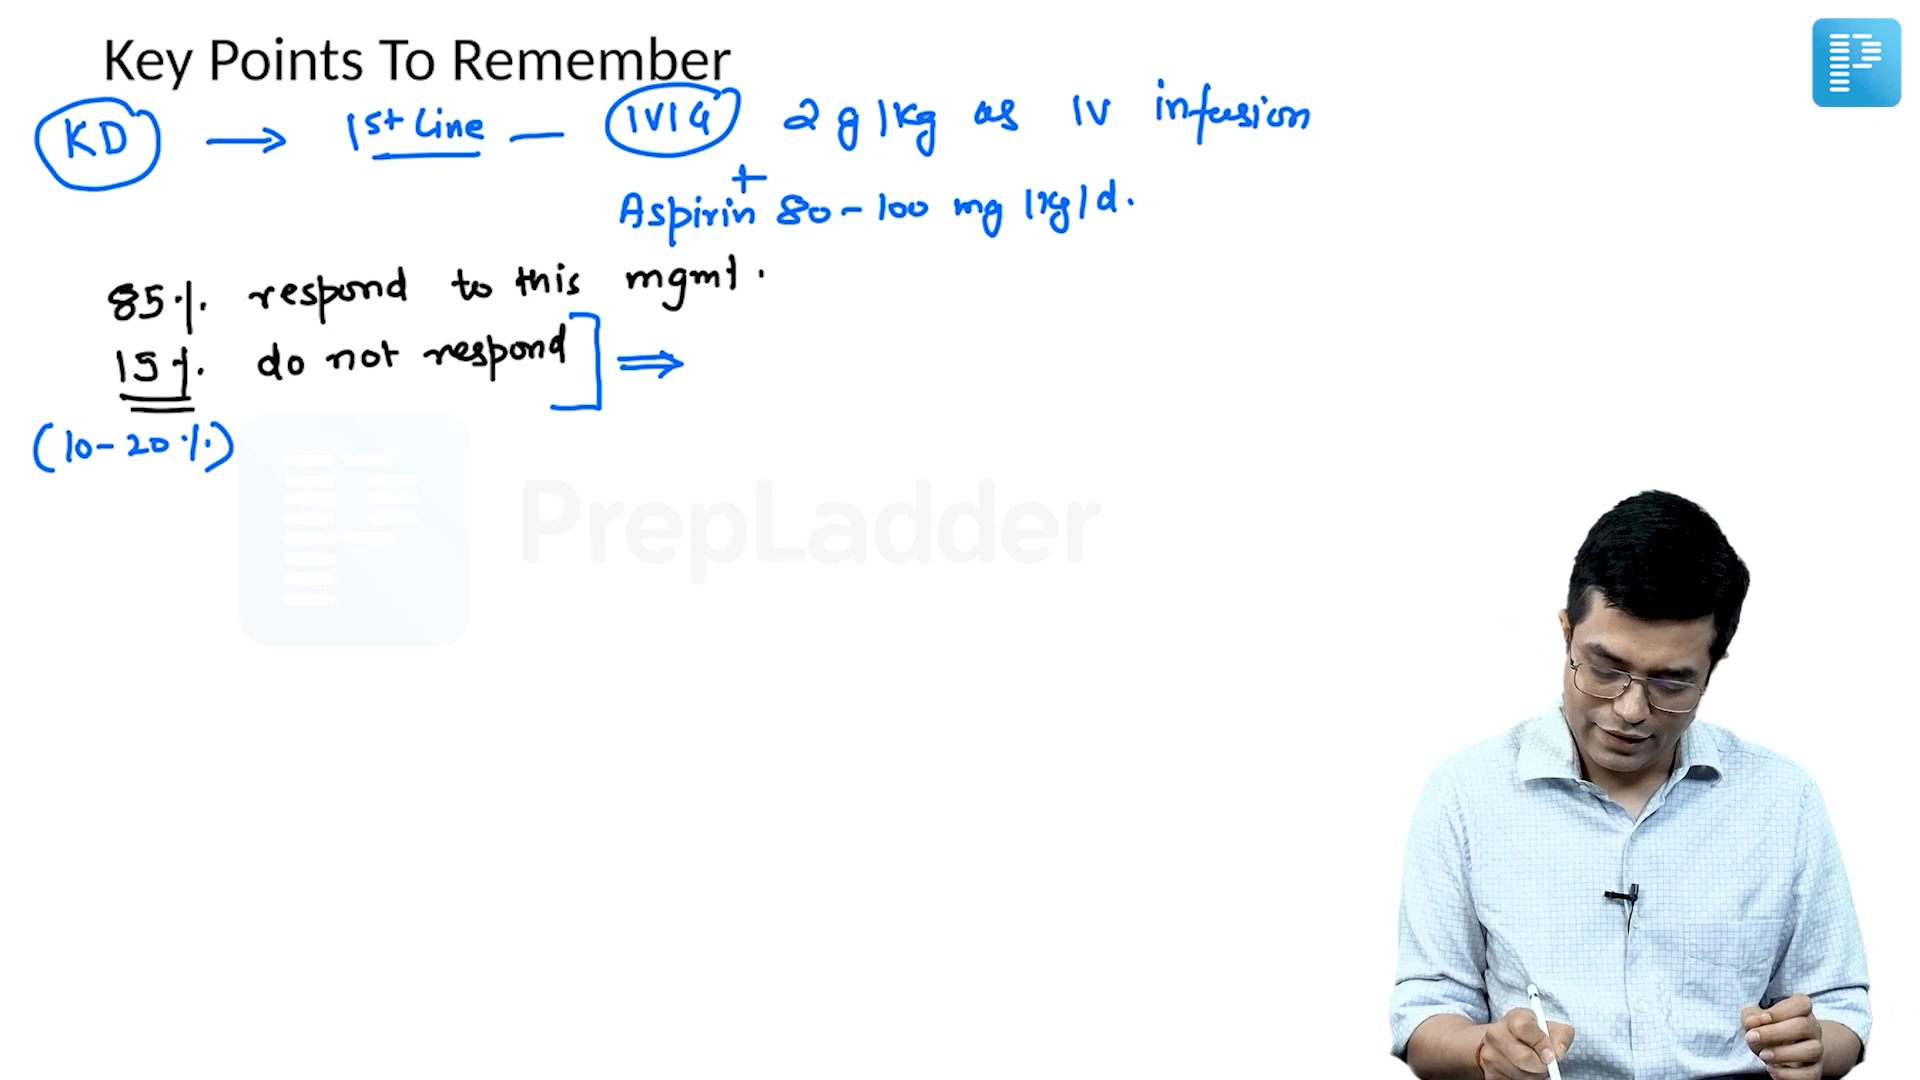 Key Points To Remember
KD → 1st Line — IVIG 2 g/kg as IV infusion
+
Aspirin 80-100 mg/kg/d.
85% respond to this mgmt.
15% do not respond ⇒
(10-20%)
PrepLadder